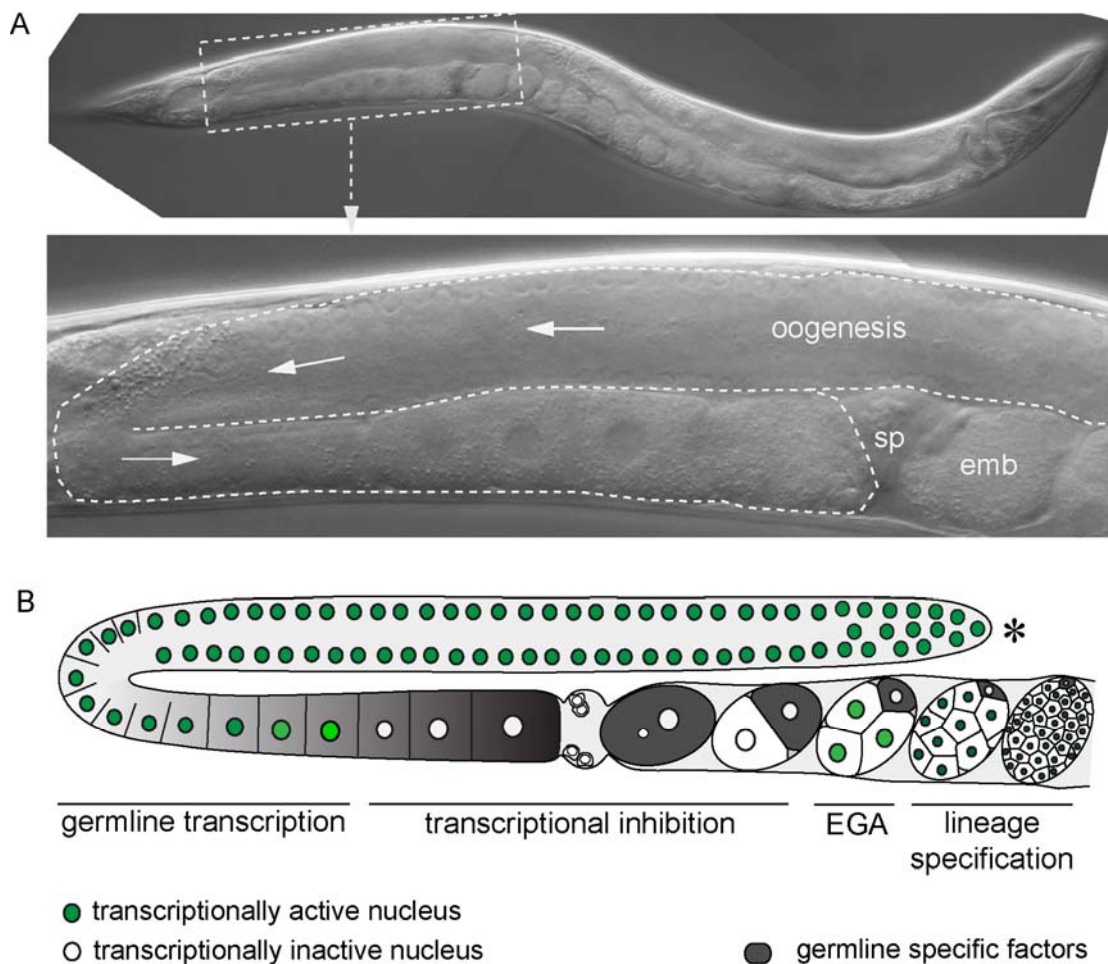 A
oogenesis
sp
emb
B
*
germline transcription
transcriptional inhibition
EGA
lineage
specification
transcriptionally active nucleus
transcriptionally inactive nucleus
germline specific factors